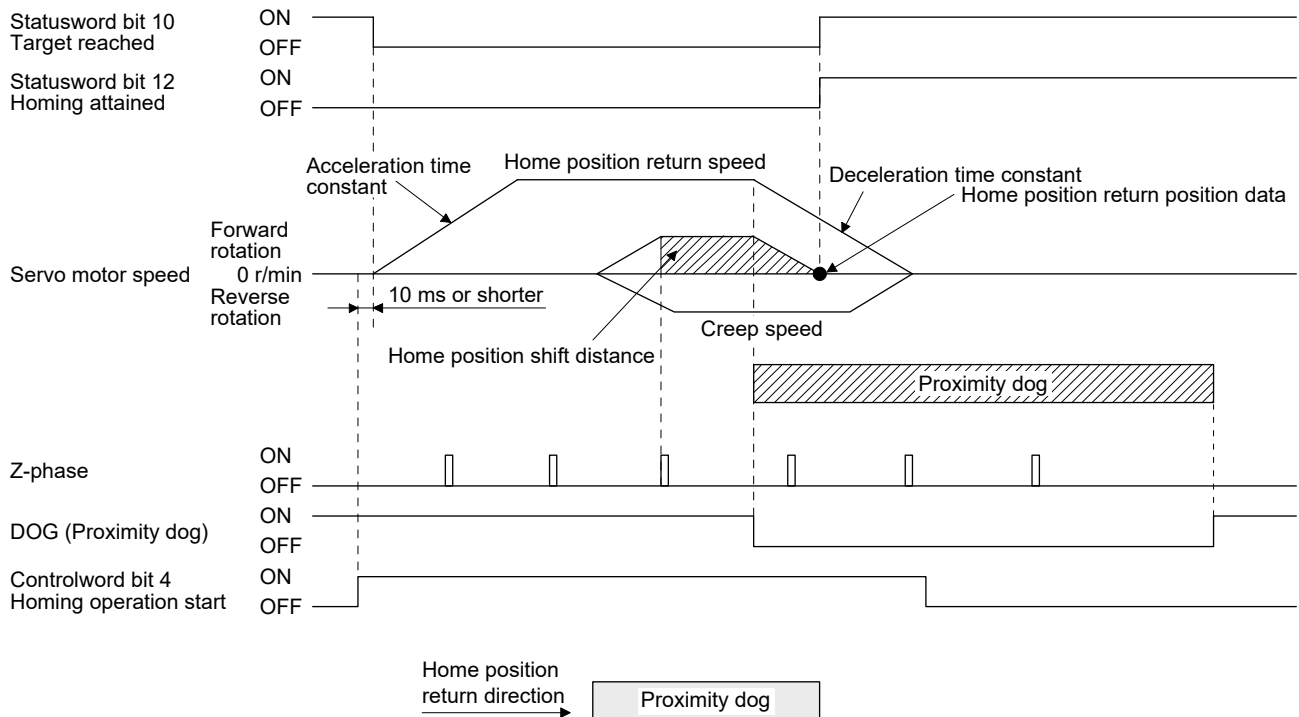 Statusword bit 10
Target reached
ON
OFF
Statusword bit 12
Homing attained
ON
OFF
Acceleration time
constant
Home position return speed
Deceleration time constant
Home position return position data
Forward
rotation
Servo motor speed
0 r/min
Reverse
rotation
10 ms or shorter
Creep speed
Home position shift distance
Proximity dog
Z-phase
ON
OFF
DOG (Proximity dog)
ON
OFF
Controlword bit 4
Homing operation start
ON
OFF
Home position
return direction
Proximity dog